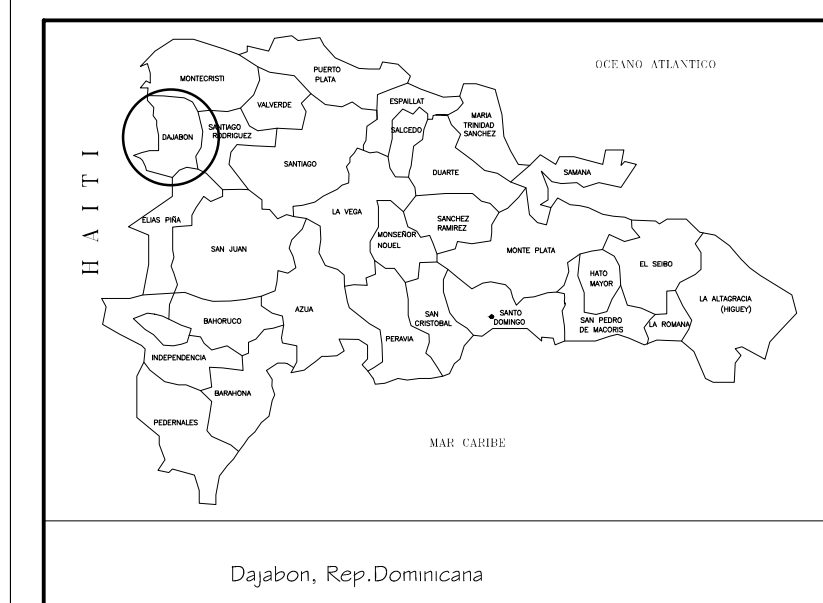 OCEANO ATLANTICO
PUERTO
PLATA
MONTECRISTI
VALVERDE
ESPAILLAT
MARIA
TRINIDAD
SANCHEZ
SALCEDO
SANTIAGO
RODRIGUEZ
DAJABON
SANTIAGO
DUARTE
SAMANA
HAITI
ELIAS PIÑA
LA VEGA
SANCHEZ
RAMIREZ
SAN JUAN
MONSEÑOR
NOUEL
MONTE PLATA
EL SEIBO
HATO
MAYOR
LA ALTAGRACIA
(HIGUEY)
AZUA
BAHORUCO
SAN
CRISTOBAL
SANTO
DOMINGO
SAN PEDRO
DE MACORIS
LA ROMANA
PERAVIA
INDEPENDENCIA
BARAHONA
PEDERNALES
MAR CARIBE
Dajabon, Rep.Dominicana